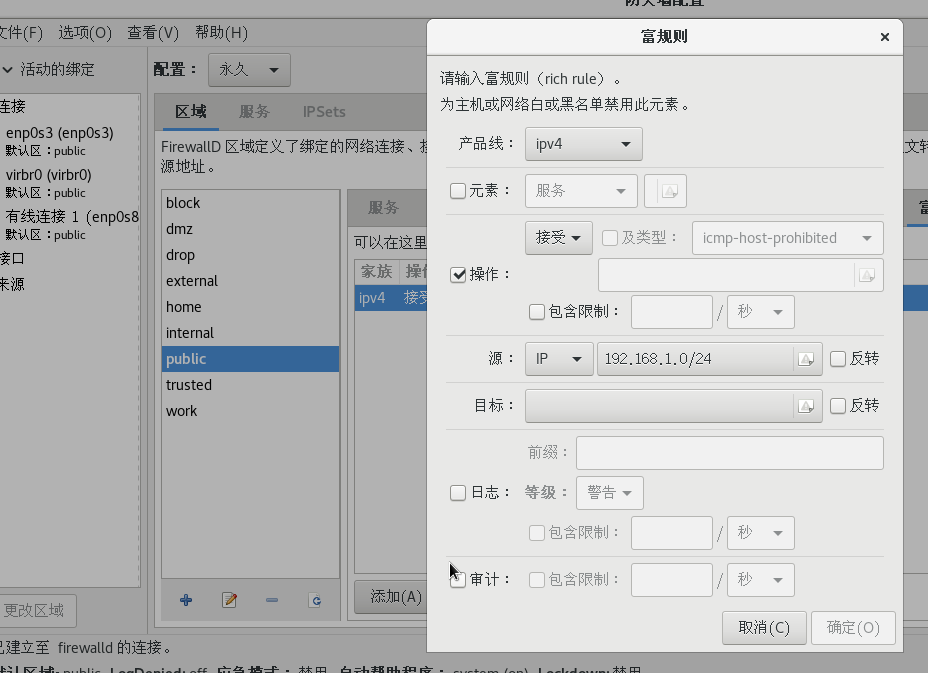 防火墙配置
文件(F) 选项(O) 查看(V) 帮助(H)
活动的绑定
连接
enp0s3 (enp0s3)
默认区：public
virbr0 (virbr0)
默认区：public
有线连接 1 (enp0s8
默认区：public
接口
来源
更改区域
配置： 永久
区域 服务 IPSets
FirewallD 区域定义了绑定的网络连接、接
源地址。
block
dmz
drop
external
home
internal
public
trusted
work
服务
可以在这里
家族 操作
ipv4 接受
添加(A)
富规则
请输入富规则（rich rule）。
为主机或网络白或黑名单禁用此元素。
产品线： ipv4
元素： 服务
接受 及类型： icmp-host-prohibited
操作：
包含限制： / 秒
源： IP 192.168.1.0/24 反转
目标： 反转
前缀：
日志： 等级： 警告
包含限制： / 秒
审计： 包含限制： / 秒
取消(C) 确定(O)
文转
富
已建立至 firewalld 的连接。
默认区域: public LogDenied: off 应急模式： 禁用 自动帮助程序： system (on) Lockdown: 禁用